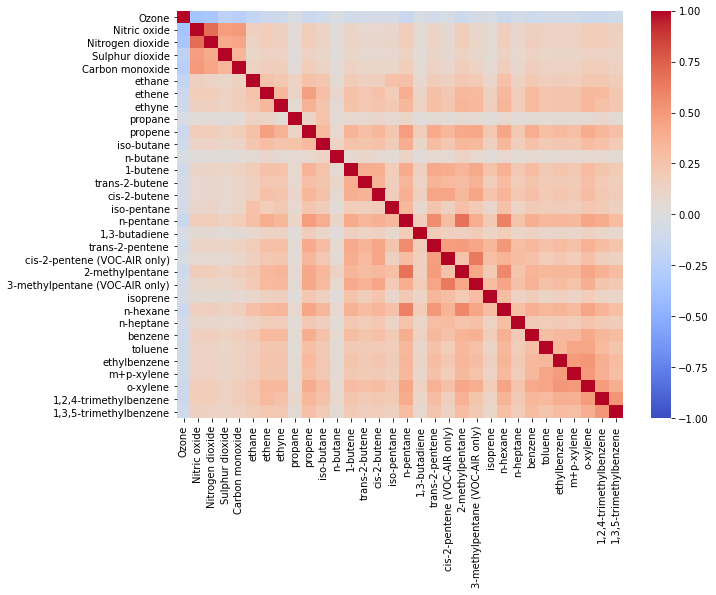 Ozone
Nitric oxide
Nitrogen dioxide
Sulphur dioxide
Carbon monoxide
ethane
ethene
ethyne
propane
propene
iso-butane
n-butane
1-butene
trans-2-butene
cis-2-butene
iso-pentane
n-pentane
1,3-butadiene
trans-2-pentene
cis-2-pentene (VOC-AIR only)
2-methylpentane
3-methylpentane (VOC-AIR only)
isoprene
n-hexane
n-heptane
benzene
toluene
ethylbenzene
m+p-xylene
o-xylene
1,2,4-trimethylbenzene
1,3,5-trimethylbenzene
Ozone
Nitric oxide
Nitrogen dioxide
Sulphur dioxide
Carbon monoxide
ethane
ethene
ethyne
propane
propene
iso-butane
n-butane
1-butene
trans-2-butene
cis-2-butene
iso-pentane
n-pentane
1,3-butadiene
trans-2-pentene
cis-2-pentene (VOC-AIR only)
2-methylpentane
3-methylpentane (VOC-AIR only)
isoprene
n-hexane
n-heptane
benzene
toluene
ethylbenzene
m+p-xylene
o-xylene
1,2,4-trimethylbenzene
1,3,5-trimethylbenzene
1.00
0.75
0.50
0.25
0.00
−0.25
−0.50
−0.75
−1.00